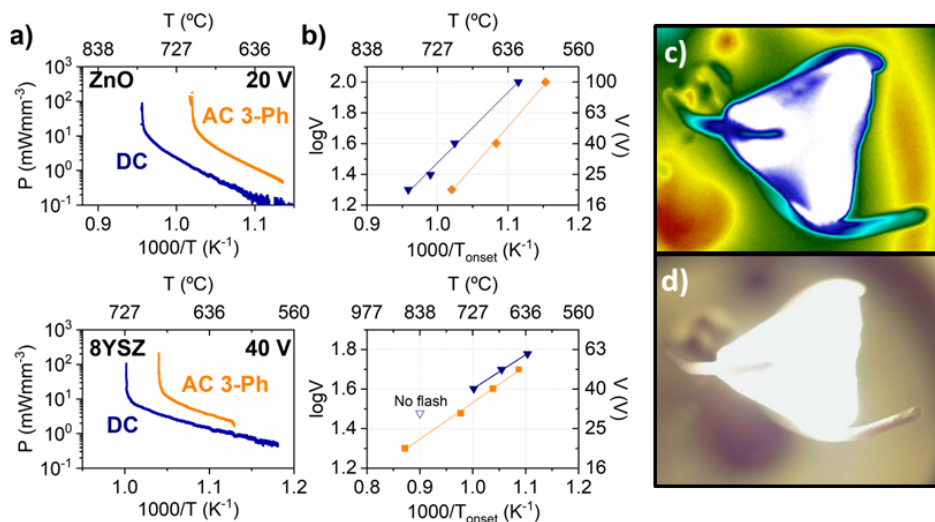 a)
T (ºC)
838 727 636
ZnO
20 V
AC 3-Ph
DC
P (mWmm⁻³)
10³
10²
10¹
10⁰
10⁻¹
0.9 1.0 1.1
1000/T (K⁻¹)
b)
T (ºC)
838 727 636 560
logV
2.0
1.8
1.6
1.4
1.2
V (V)
100
63
40
25
16
0.9 1.0 1.1 1.2
1000/Tonset (K⁻¹)
c)
T (ºC)
727 636 560
8YSZ
40 V
AC 3-Ph
DC
P (mWmm⁻³)
10³
10²
10¹
10⁰
10⁻¹
1.0 1.1 1.2
1000/T (K⁻¹)
T (ºC)
977 838 727 636 560
logV
1.8
1.6
1.4
1.2
No flash
V (V)
63
40
25
16
0.8 0.9 1.0 1.1 1.2
1000/Tonset (K⁻¹)
d)